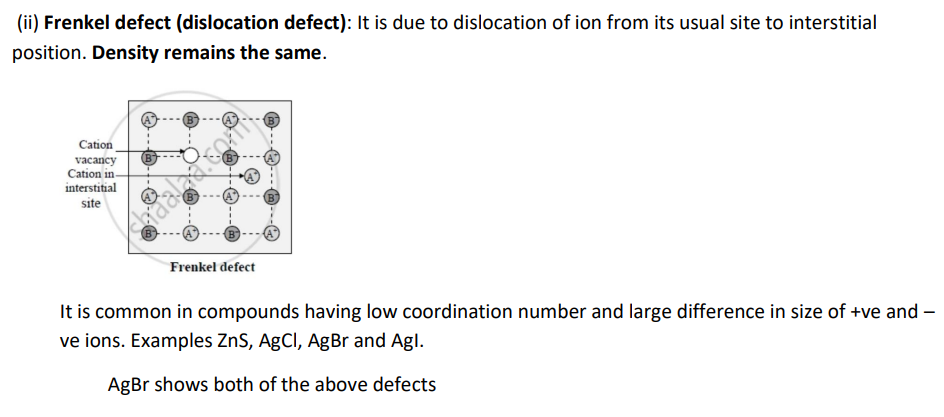 (ii) Frenkel defect (dislocation defect): It is due to dislocation of ion from its usual site to interstitial
position. Density remains the same.
A⁺ B⁻ A⁺ B⁻
Cation
vacancy
B⁻ B⁻ A⁺
Cation in
A⁺
interstitial
site
A⁺ B⁻ A⁺ B⁻
B⁻ A⁺ B⁻ A⁺
shaalaa.com
Frenkel defect
It is common in compounds having low coordination number and large difference in size of +ve and –
ve ions. Examples ZnS, AgCl, AgBr and AgI.
AgBr shows both of the above defects